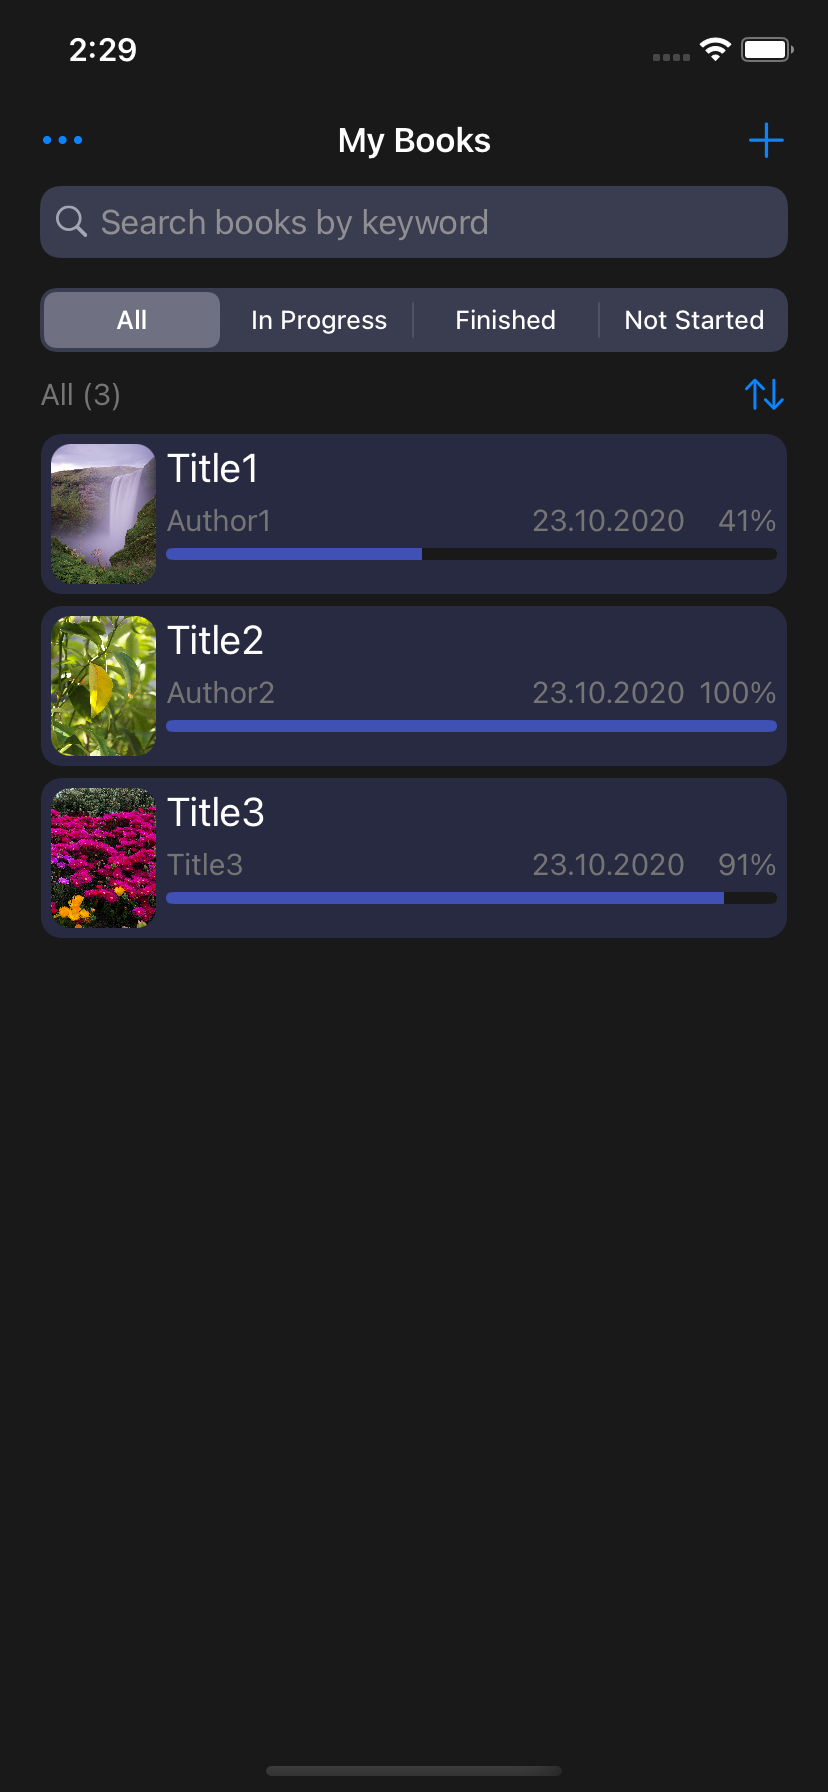 2:29
My Books
Search books by keyword
All In Progress Finished Not Started
All (3)
Title1
Author1 23.10.2020 41%
Title2
Author2 23.10.2020 100%
Title3
Title3 23.10.2020 91%